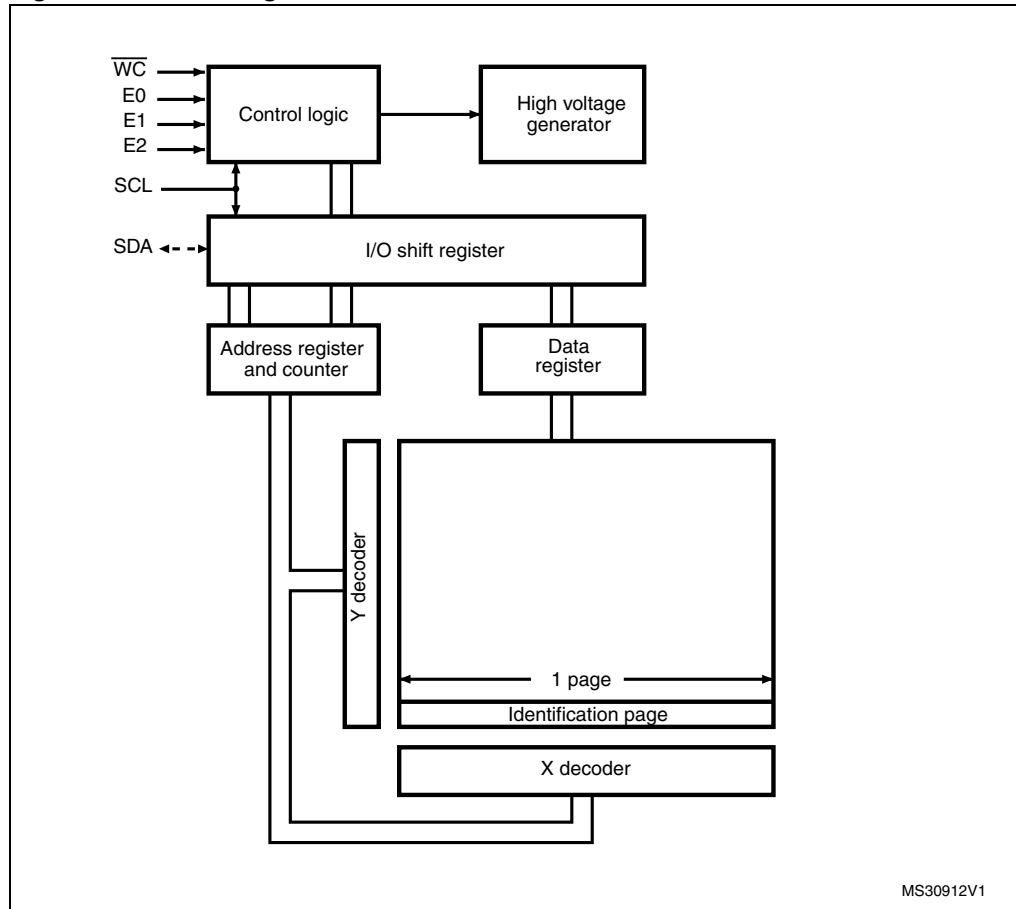 WC
E0
E1
E2
SCL
SDA
Control logic
High voltage
generator
I/O shift register
Address register
and counter
Data
register
Y decoder
1 page
Identification page
X decoder
MS30912V1